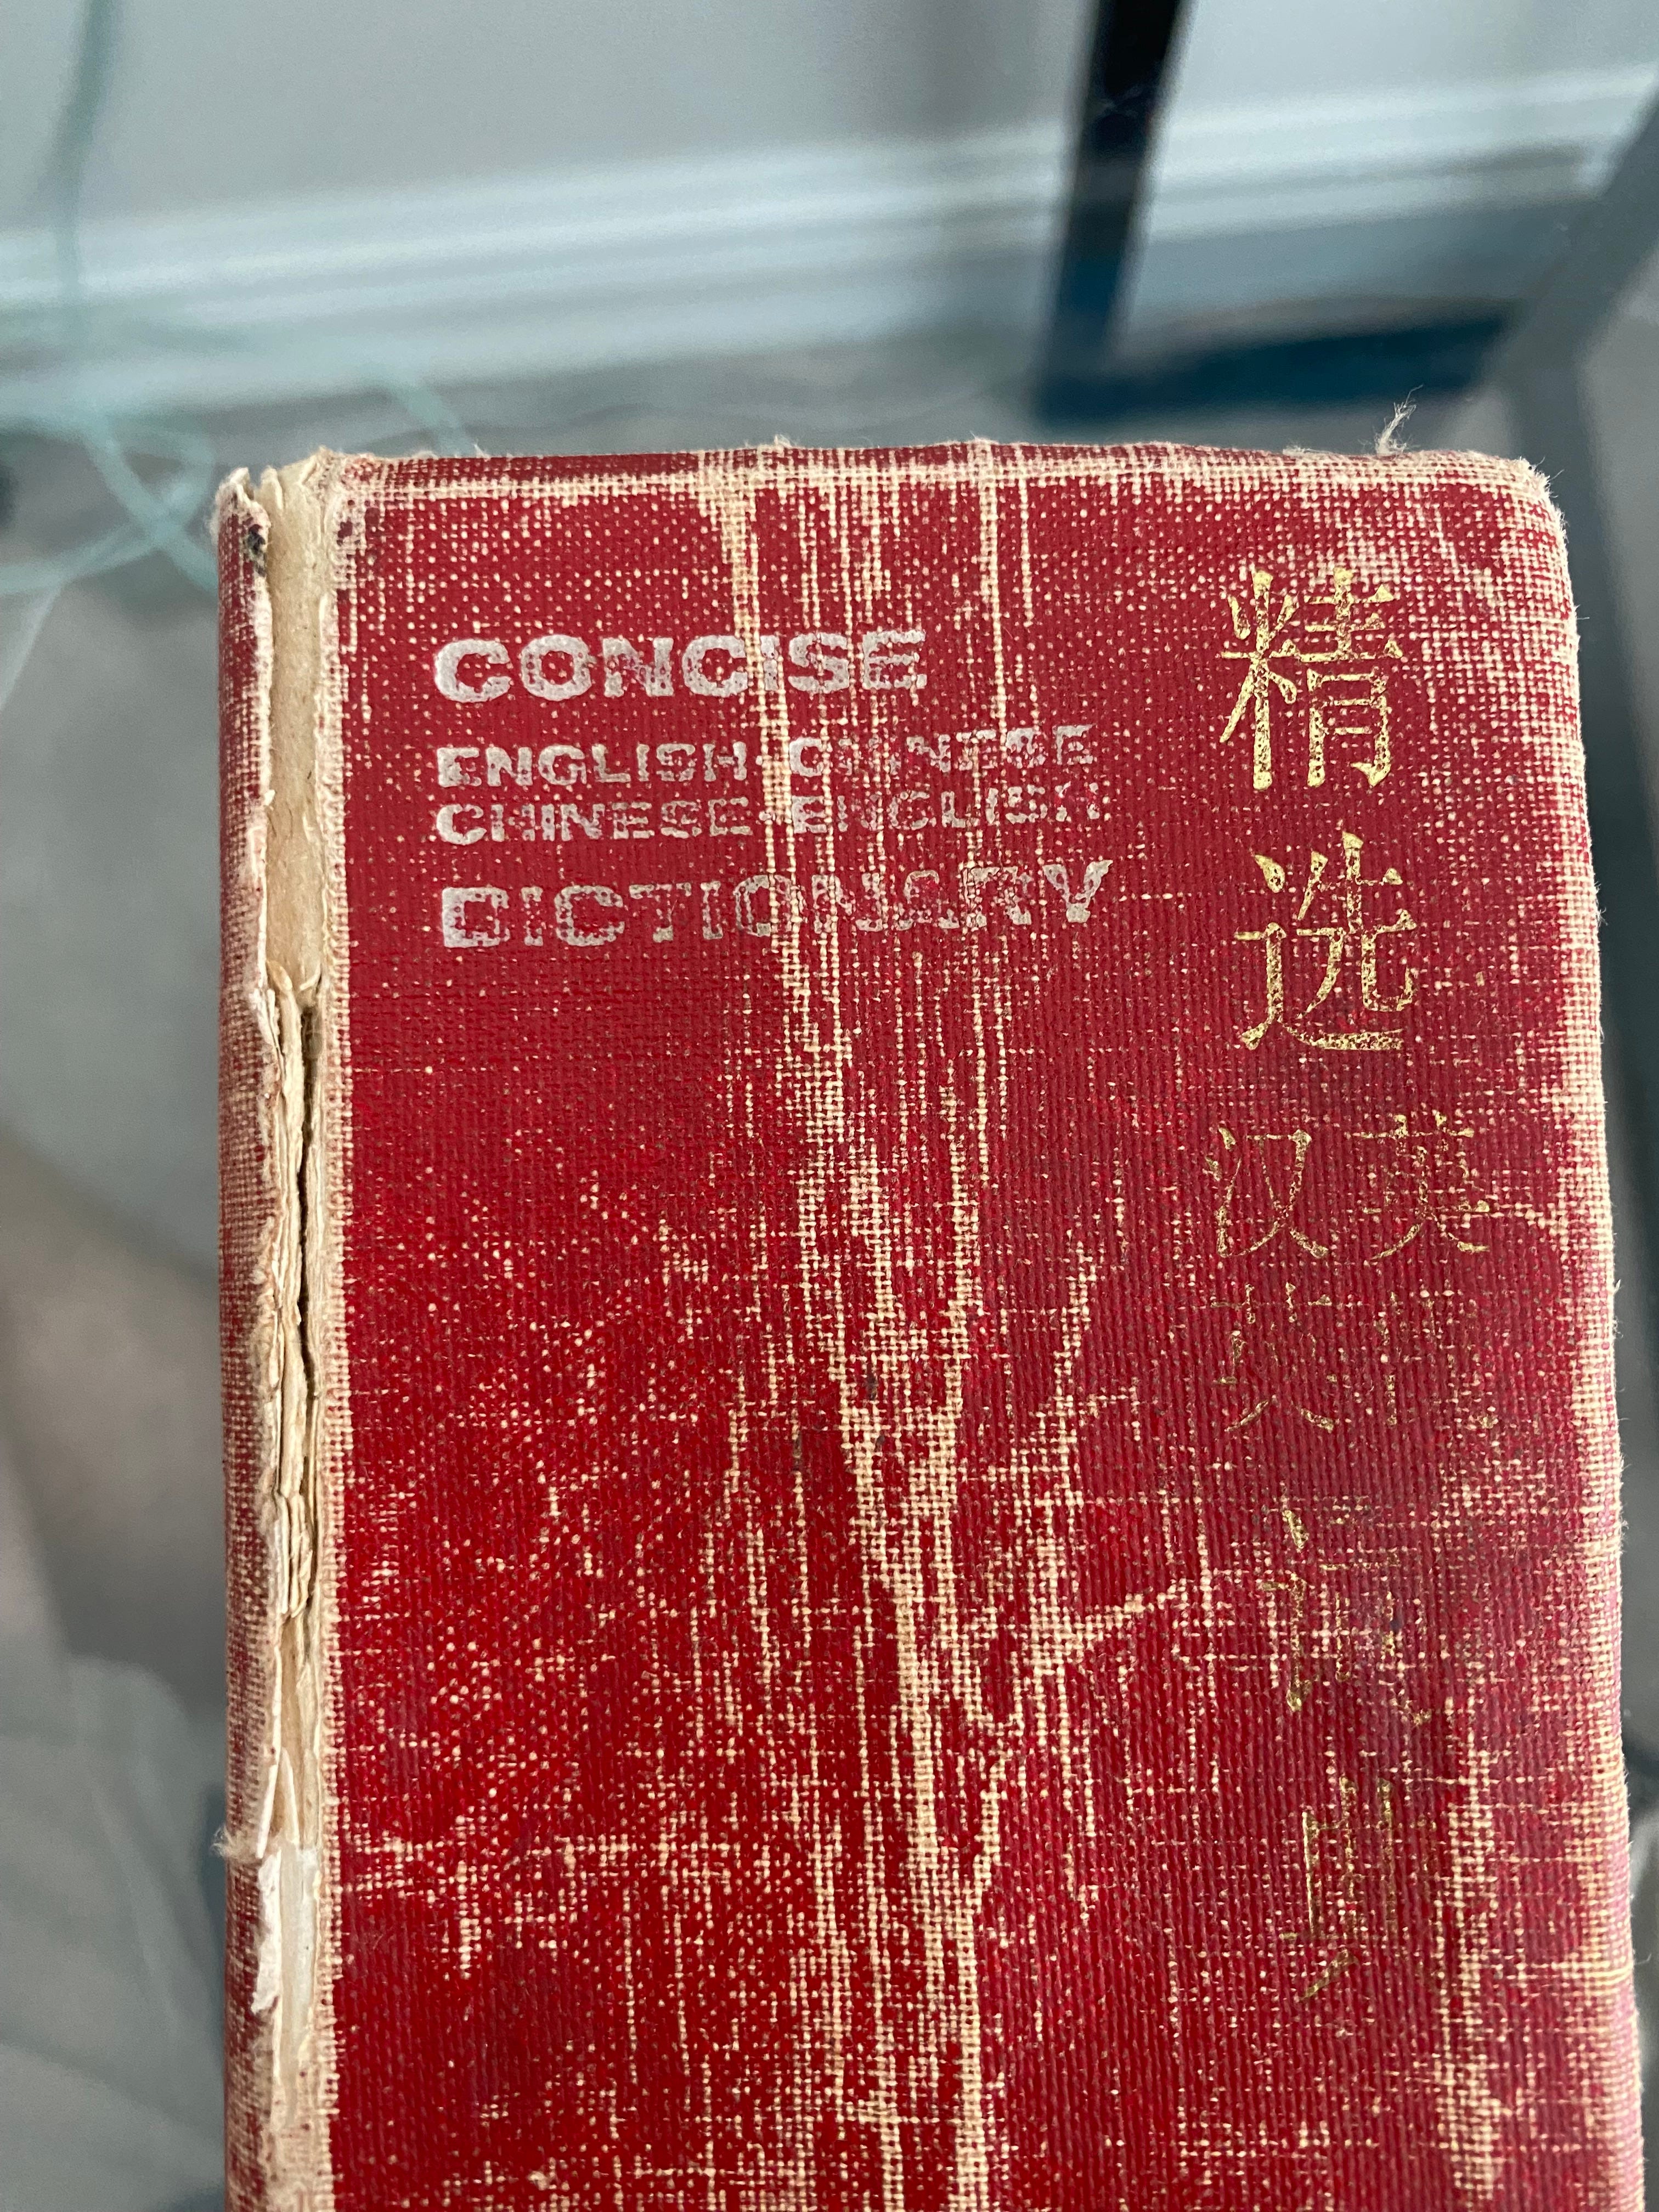 CONCISE
ENGLISH-CHINESE
CHINESE-ENGLISH
DICTIONARY
精选
英汉
汉英
词典